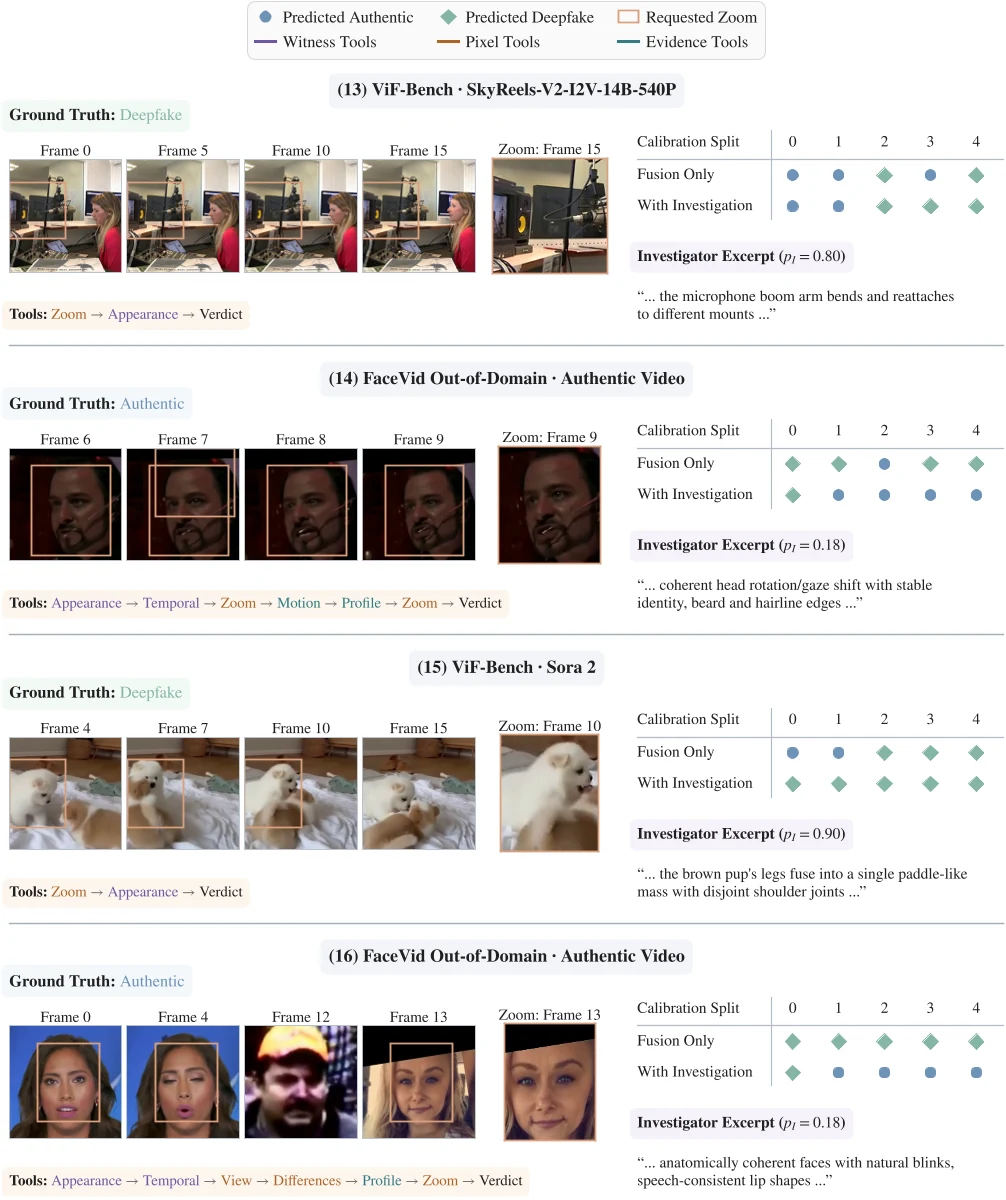 Predicted Authentic Predicted Deepfake Requested Zoom
Witness Tools Pixel Tools Evidence Tools
(13) ViF-Bench · SkyReels-V2-I2V-14B-540P
Ground Truth: Deepfake
Frame 0 Frame 5 Frame 10 Frame 15 Zoom: Frame 15
Calibration Split 0 1 2 3 4
Fusion Only
With Investigation
Investigator Excerpt (p_I = 0.80)
“... the microphone boom arm bends and reattaches
to different mounts ...”
Tools: Zoom → Appearance → Verdict
(14) FaceVid Out-of-Domain · Authentic Video
Ground Truth: Authentic
Frame 6 Frame 7 Frame 8 Frame 9 Zoom: Frame 9
Calibration Split 0 1 2 3 4
Fusion Only
With Investigation
Investigator Excerpt (p_I = 0.18)
“... coherent head rotation/gaze shift with stable
identity, beard and hairline edges ...”
Tools: Appearance → Temporal → Zoom → Motion → Profile → Zoom → Verdict
(15) ViF-Bench · Sora 2
Ground Truth: Deepfake
Frame 4 Frame 7 Frame 10 Frame 15 Zoom: Frame 10
Calibration Split 0 1 2 3 4
Fusion Only
With Investigation
Investigator Excerpt (p_I = 0.90)
“... the brown pup's legs fuse into a single paddle-like
mass with disjoint shoulder joints ...”
Tools: Zoom → Appearance → Verdict
(16) FaceVid Out-of-Domain · Authentic Video
Ground Truth: Authentic
Frame 0 Frame 4 Frame 12 Frame 13 Zoom: Frame 13
Calibration Split 0 1 2 3 4
Fusion Only
With Investigation
Investigator Excerpt (p_I = 0.18)
“... anatomically coherent faces with natural blinks,
speech-consistent lip shapes ...”
Tools: Appearance → Temporal → View → Differences → Profile → Zoom → Verdict